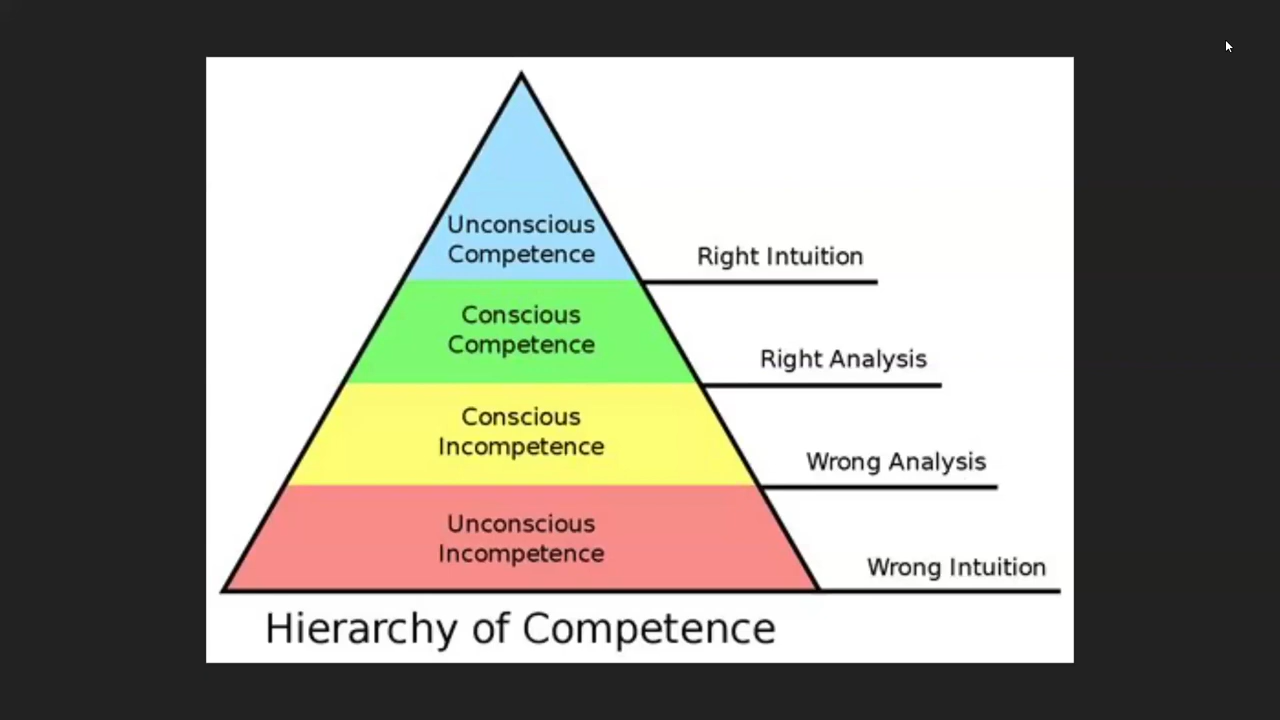 Unconscious
Competence
Right Intuition
Conscious
Competence
Right Analysis
Conscious
Incompetence
Wrong Analysis
Unconscious
Incompetence
Wrong Intuition
Hierarchy of Competence